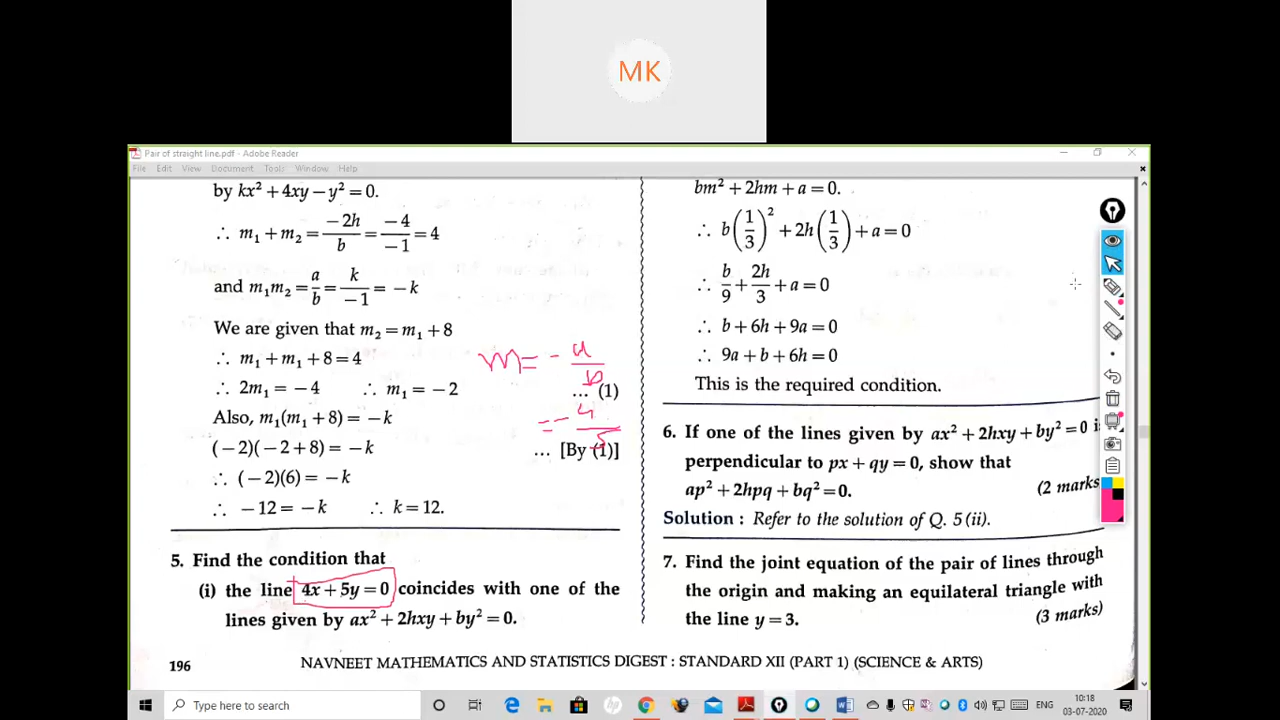 MK
Pair of straight line.pdf - Adobe Reader
File Edit View Document Tools Window Help
by kx² + 4xy − y² = 0.
∴ m₁ + m₂ = −2h/b = −4/−1 = 4
and m₁m₂ = a/b = k/−1 = −k
We are given that m₂ = m₁ + 8
∴ m₁ + m₁ + 8 = 4
∴ 2m₁ = −4 ∴ m₁ = −2 ... (1)
Also, m₁(m₁ + 8) = −k
(−2)(−2 + 8) = −k ... [By (1)]
∴ (−2)(6) = −k
∴ −12 = −k ∴ k = 12.
m = − a/b
= − 4/5
5. Find the condition that
(i) the line 4x + 5y = 0 coincides with one of the
lines given by ax² + 2hxy + by² = 0.
bm² + 2hm + a = 0.
∴ b(1/3)² + 2h(1/3) + a = 0
∴ b/9 + 2h/3 + a = 0
∴ b + 6h + 9a = 0
∴ 9a + b + 6h = 0
This is the required condition.
6. If one of the lines given by ax² + 2hxy + by² = 0
perpendicular to px + qy = 0, show that
ap² + 2hpq + bq² = 0. (2 marks
Solution : Refer to the solution of Q. 5 (ii).
7. Find the joint equation of the pair of lines through
the origin and making an equilateral triangle with
the line y = 3. (3 marks)
196 NAVNEET MATHEMATICS AND STATISTICS DIGEST : STANDARD XII (PART 1) (SCIENCE & ARTS)
Type here to search
ENG
10:18
03-07-2020